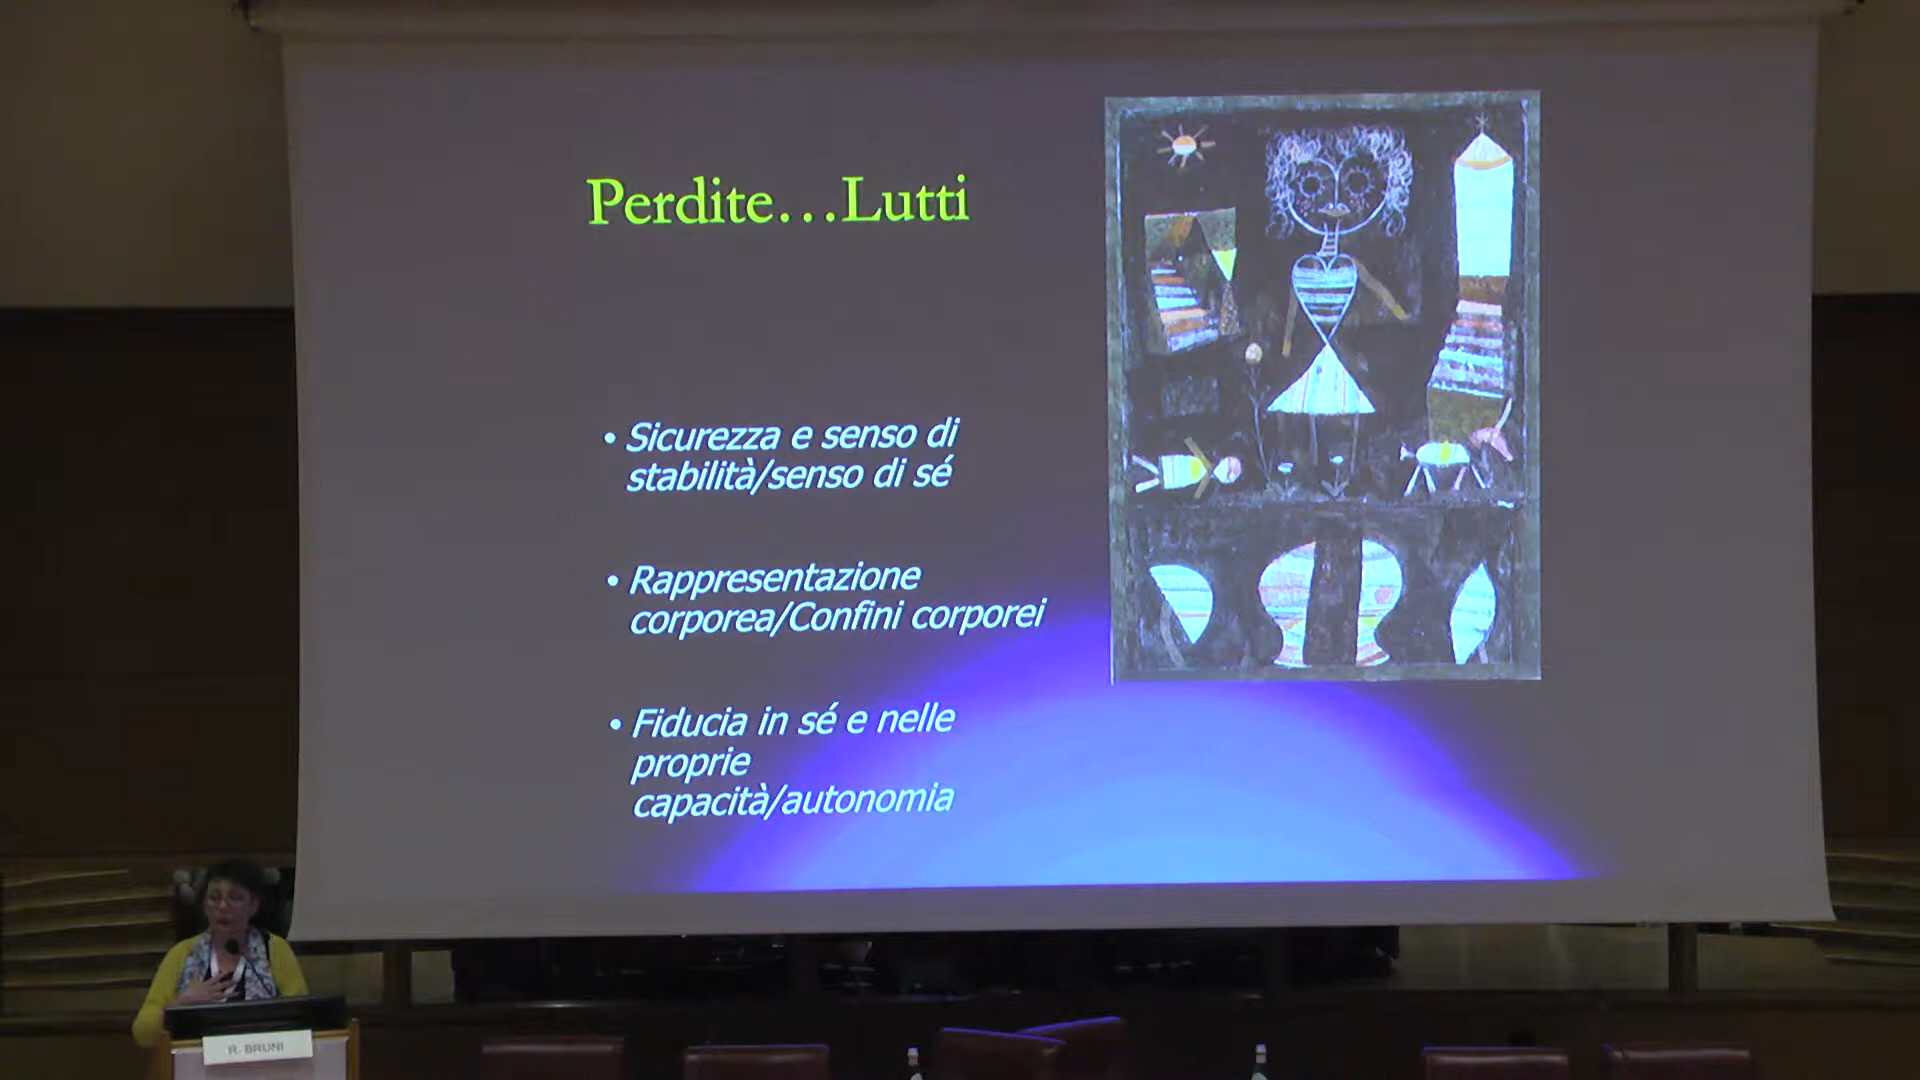 Perdite...Lutti
• Sicurezza e senso di
stabilità/senso di sé
• Rappresentazione
corporea/Confini corporei
• Fiducia in sé e nelle
proprie
capacità/autonomia
R. BRUNI